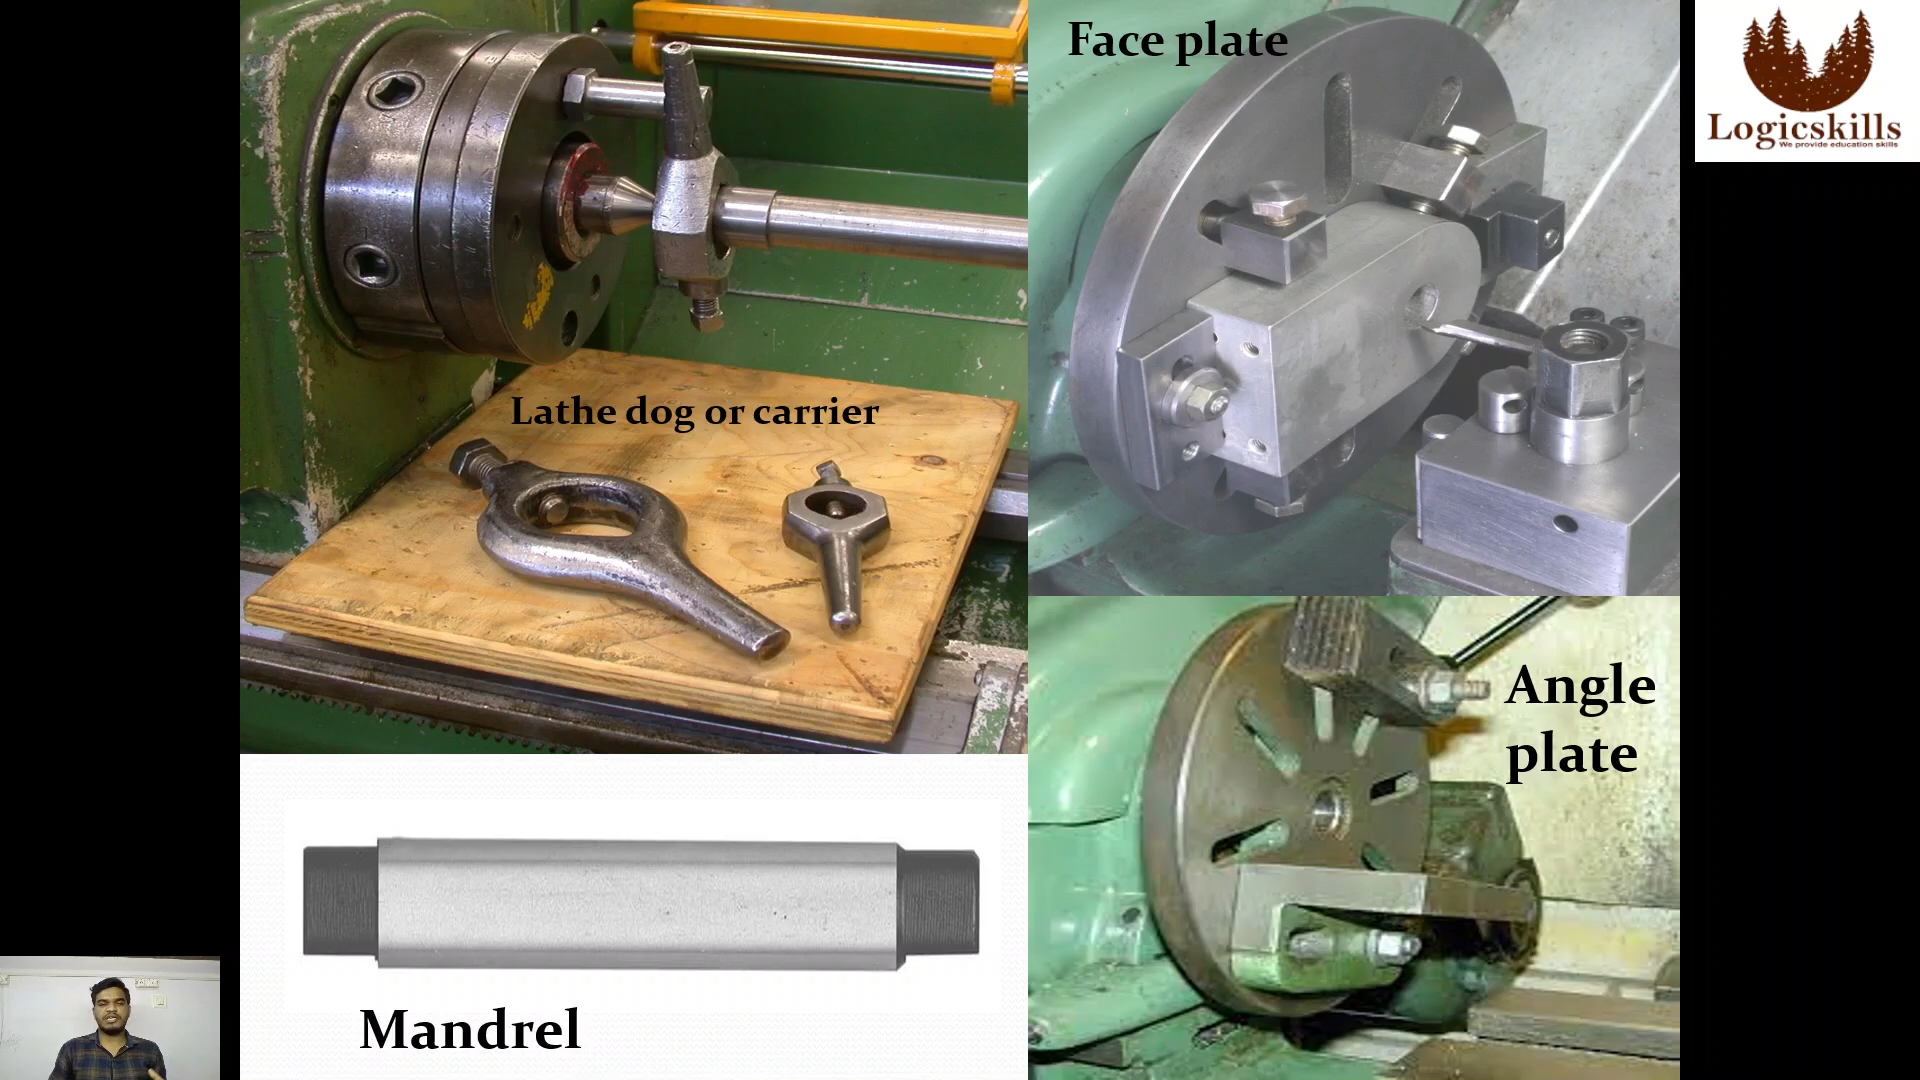 Face plate
Logicskills
We provide education skills
Lathe dog or carrier
Angle
plate
Mandrel